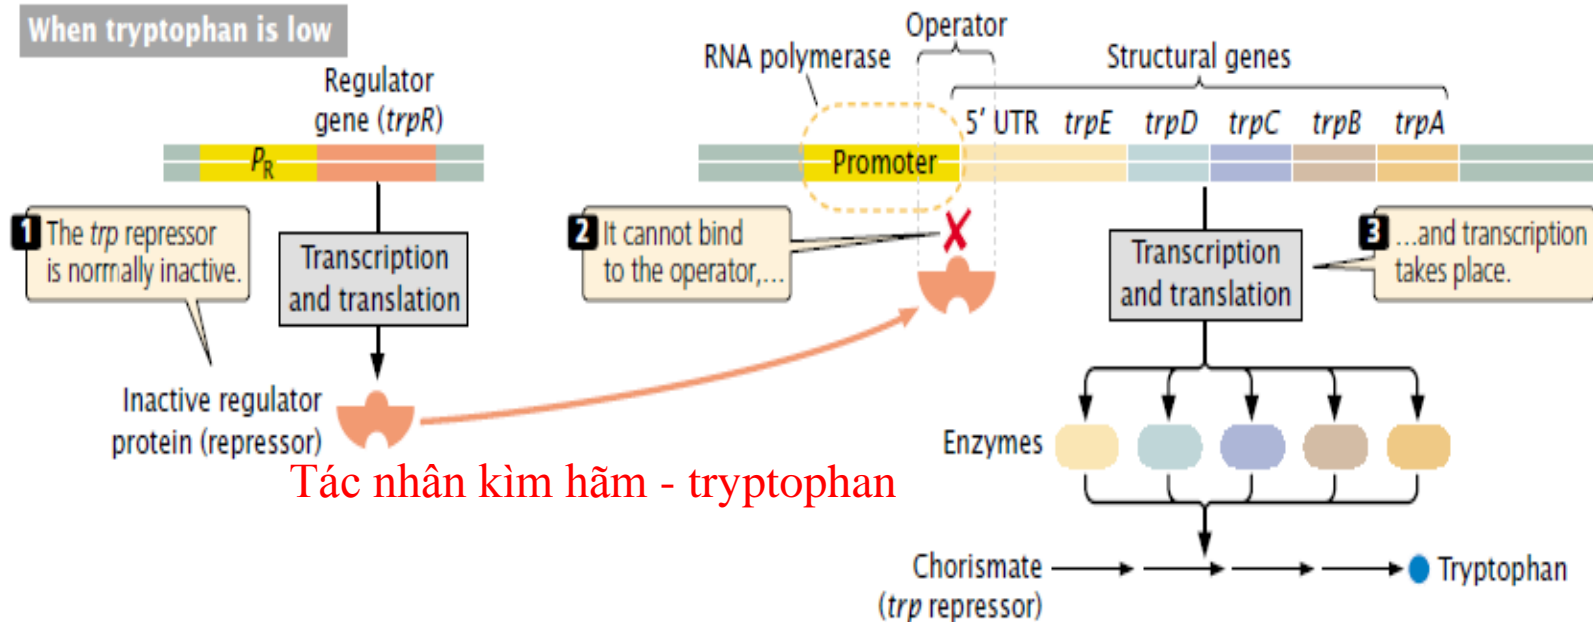 When tryptophan is low
Regulator
gene (trpR)
PR
1 The trp repressor
is normally inactive.
Transcription
and translation
Inactive regulator
protein (repressor)
Tác nhân kìm hãm - tryptophan
Operator
RNA polymerase
Structural genes
5′ UTR trpE trpD trpC trpB trpA
Promoter
2 It cannot bind
to the operator,...
Transcription
and translation
3 ...and transcription
takes place.
Enzymes
Chorismate
(trp repressor)
Tryptophan